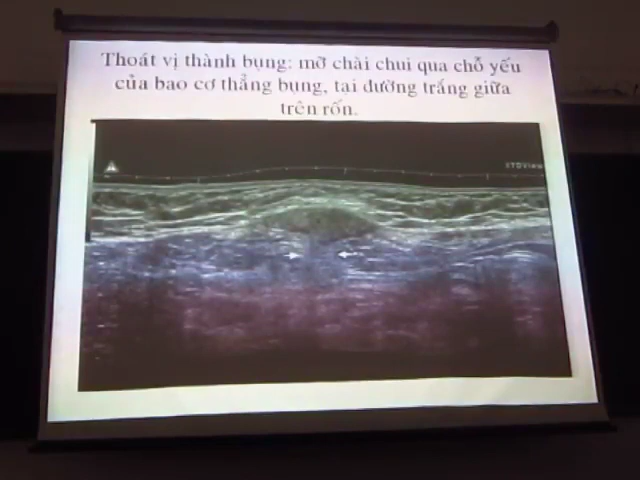 Thoát vị thành bụng: mỡ chài chui qua chỗ yếu
của bao cơ thẳng bụng, tại đường trắng giữa
trên rốn.
XTDView